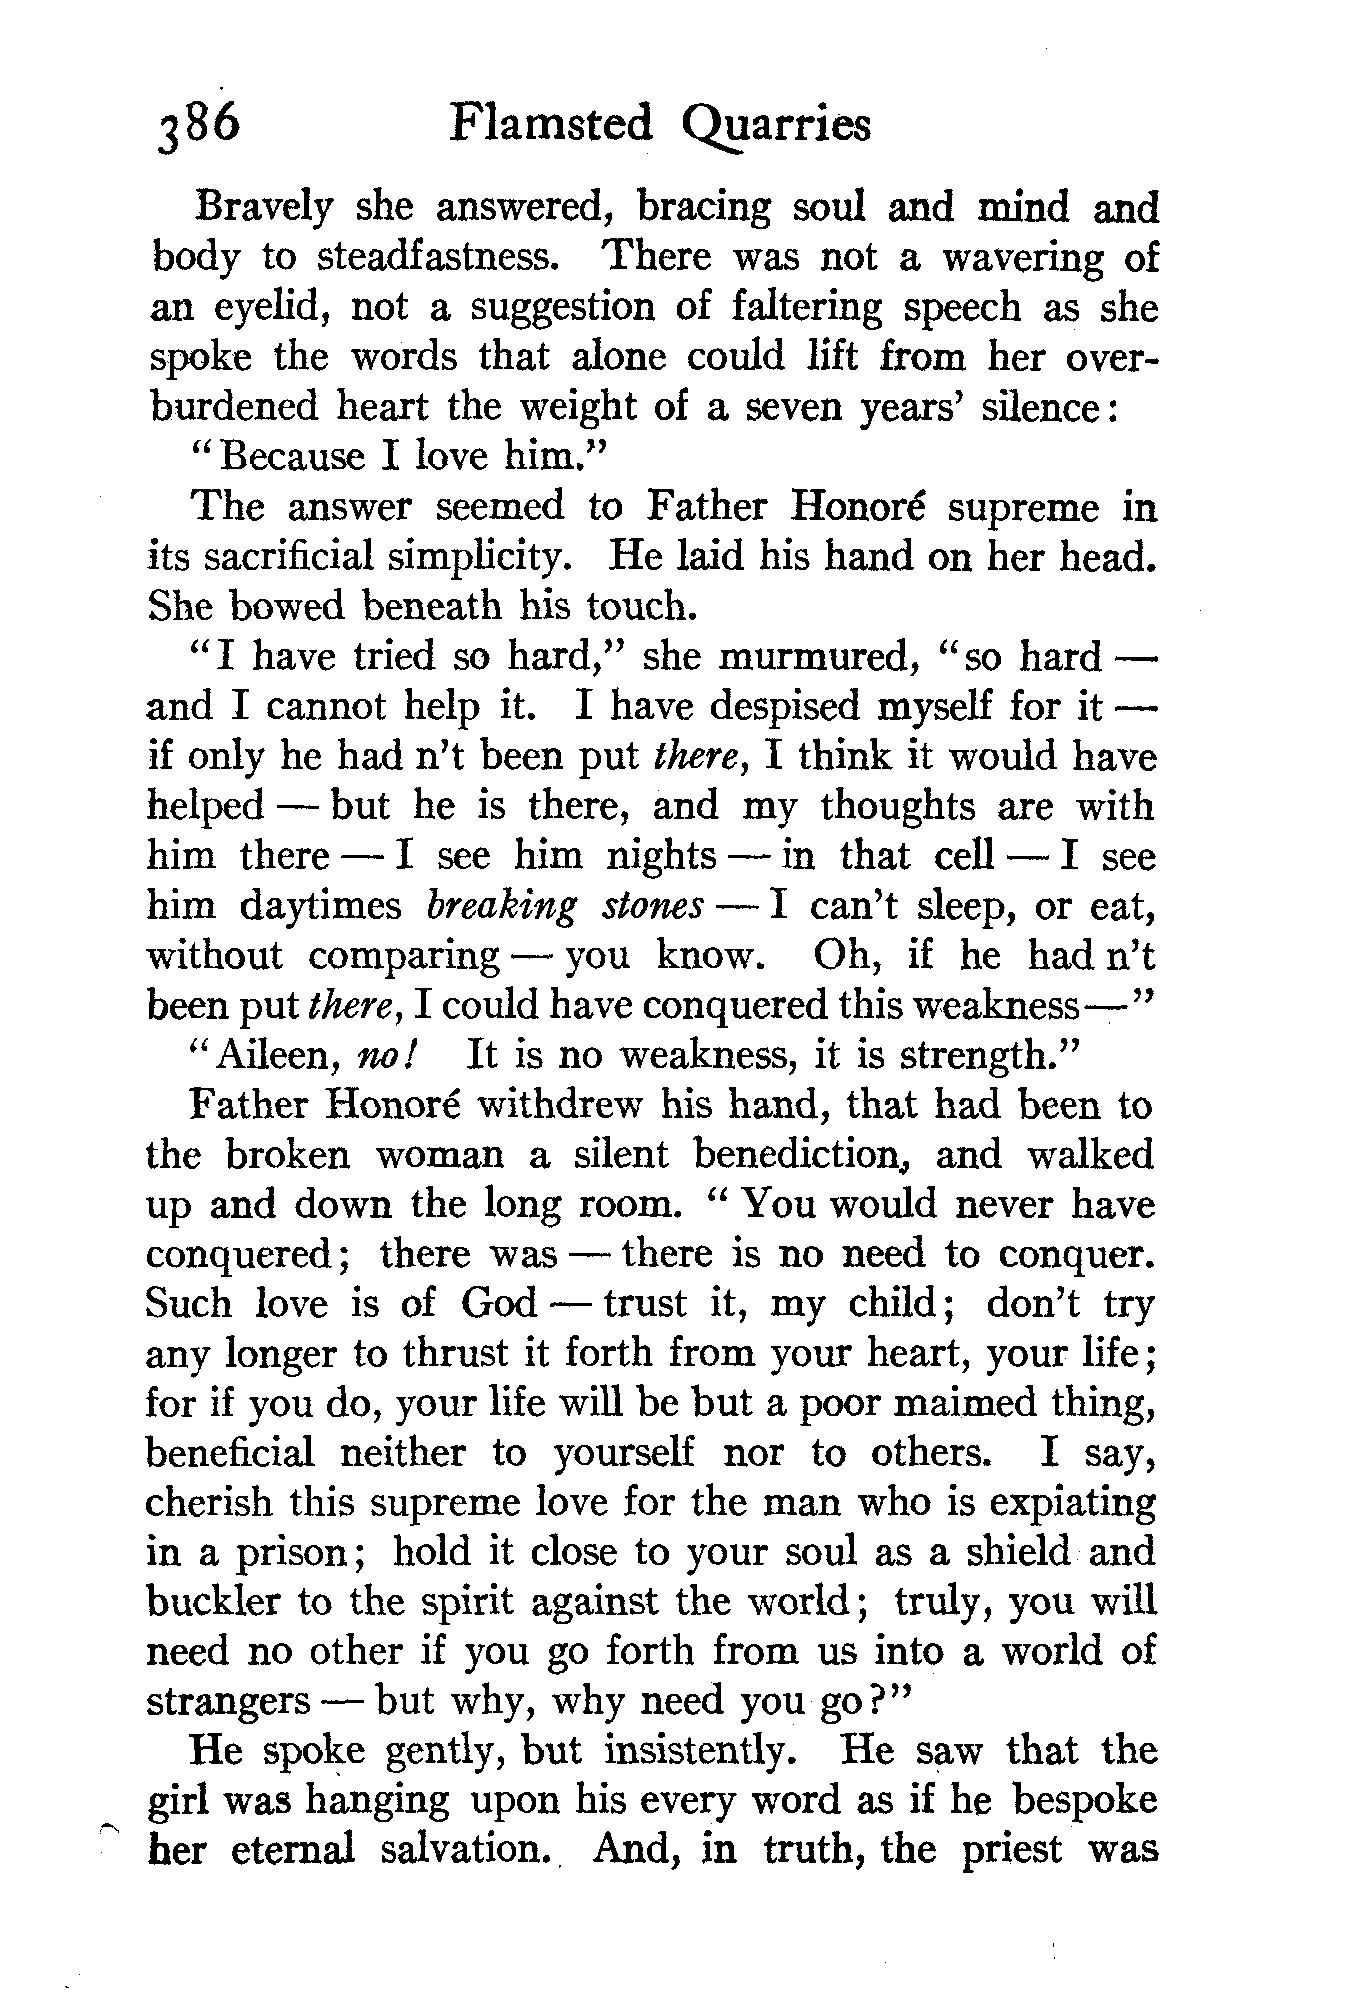 386 Flamsted Quarries
Bravely she answered, bracing soul and mind and
body to steadfastness. There was not a wavering of
an eyelid, not a suggestion of faltering speech as she
spoke the words that alone could lift from her over-
burdened heart the weight of a seven years' silence:
"Because I love him."
The answer seemed to Father Honoré supreme in
its sacrificial simplicity. He laid his hand on her head.
She bowed beneath his touch.
"I have tried so hard," she murmured, "so hard —
and I cannot help it. I have despised myself for it —
if only he had n't been put there, I think it would have
helped — but he is there, and my thoughts are with
him there — I see him nights — in that cell — I see
him daytimes breaking stones — I can't sleep, or eat,
without comparing — you know. Oh, if he had n't
been put there, I could have conquered this weakness—"
"Aileen, no! It is no weakness, it is strength."
Father Honoré withdrew his hand, that had been to
the broken woman a silent benediction, and walked
up and down the long room. "You would never have
conquered; there was — there is no need to conquer.
Such love is of God — trust it, my child; don't try
any longer to thrust it forth from your heart, your life;
for if you do, your life will be but a poor maimed thing,
beneficial neither to yourself nor to others. I say,
cherish this supreme love for the man who is expiating
in a prison; hold it close to your soul as a shield and
buckler to the spirit against the world; truly, you will
need no other if you go forth from us into a world of
strangers — but why, why need you go?"
He spoke gently, but insistently. He saw that the
girl was hanging upon his every word as if he bespoke
her eternal salvation. And, in truth, the priest was